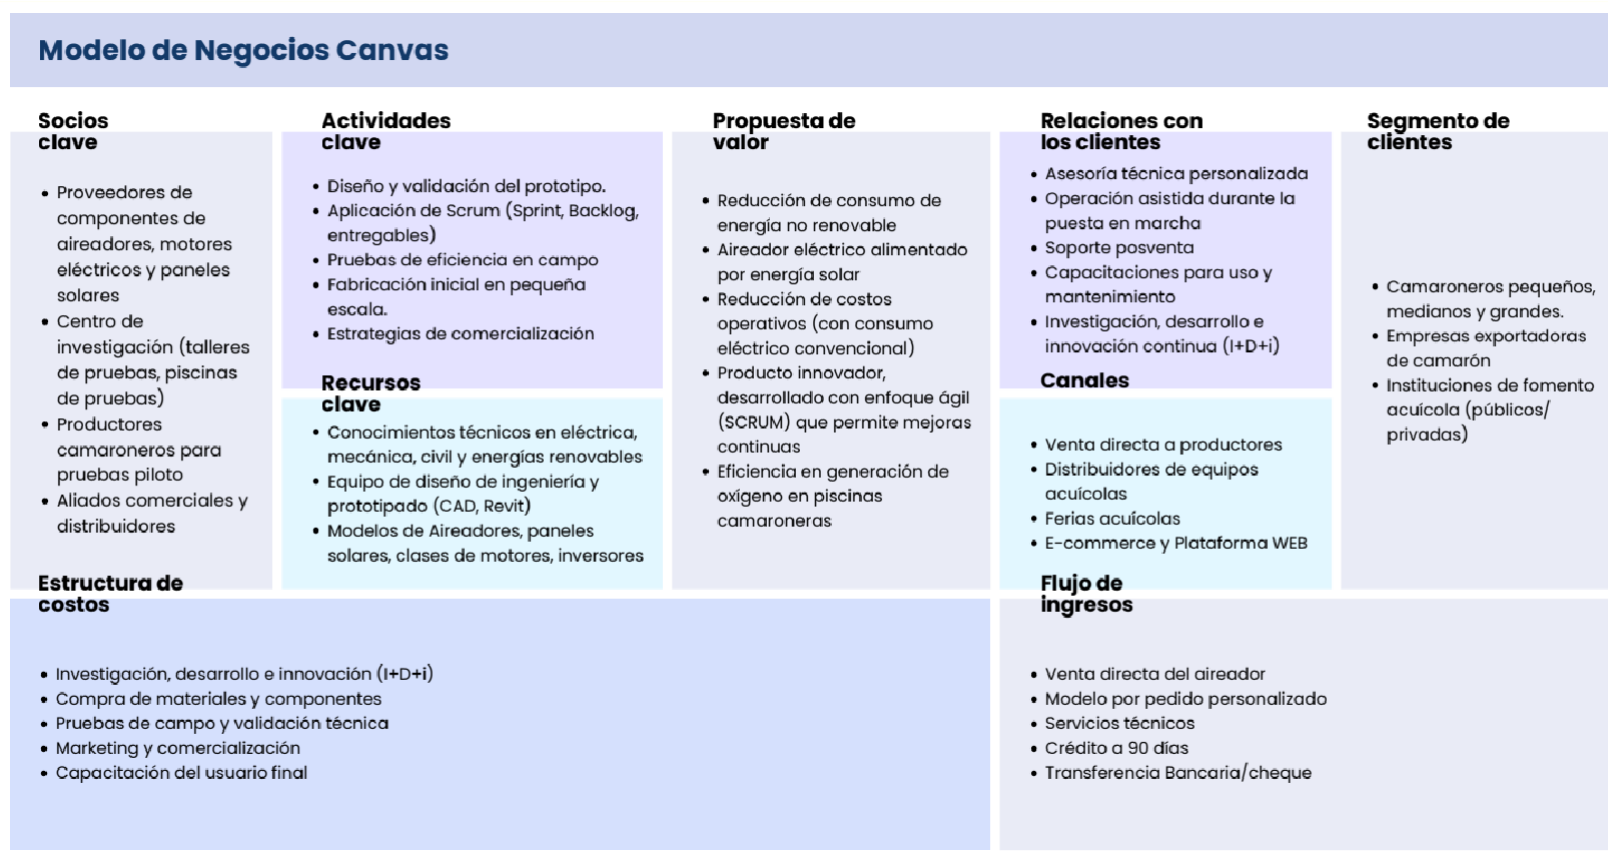 Modelo de Negocios Canvas
Socios
clave
• Proveedores de
componentes de
aireadores, motores
eléctricos y paneles
solares
• Centro de
investigación (talleres
de pruebas, piscinas
de pruebas)
• Productores
camaroneros para
pruebas piloto
• Aliados comerciales y
distribuidores
Actividades
clave
• Diseño y validación del prototipo.
• Aplicación de Scrum (Sprint, Backlog,
entregables)
• Pruebas de eficiencia en campo
• Fabricación inicial en pequeña
escala.
• Estrategias de comercialización
Recursos
clave
• Conocimientos técnicos en eléctrica,
mecánica, civil y energías renovables
• Equipo de diseño de ingeniería y
prototipado (CAD, Revit)
• Modelos de Aireadores, paneles
solares, clases de motores, inversores
Propuesta de
valor
• Reducción de consumo de
energía no renovable
• Aireador eléctrico alimentado
por energía solar
• Reducción de costos
operativos (con consumo
eléctrico convencional)
• Producto innovador,
desarrollado con enfoque ágil
(SCRUM) que permite mejoras
continuas
• Eficiencia en generación de
oxígeno en piscinas
camaroneras
Relaciones con
los clientes
• Asesoría técnica personalizada
• Operación asistida durante la
puesta en marcha
• Soporte posventa
• Capacitaciones para uso y
mantenimiento
• Investigación, desarrollo e
innovación continua (I+D+i)
Canales
• Venta directa a productores
• Distribuidores de equipos
acuícolas
• Ferias acuícolas
• E-commerce y Plataforma WEB
Segmento de
clientes
• Camaroneros pequeños,
medianos y grandes.
• Empresas exportadoras
de camarón
• Instituciones de fomento
acuícola (públicos/
privadas)
Estructura de
costos
• Investigación, desarrollo e innovación (I+D+i)
• Compra de materiales y componentes
• Pruebas de campo y validación técnica
• Marketing y comercialización
• Capacitación del usuario final
Flujo de
ingresos
• Venta directa del aireador
• Modelo por pedido personalizado
• Servicios técnicos
• Crédito a 90 días
• Transferencia Bancaria/cheque